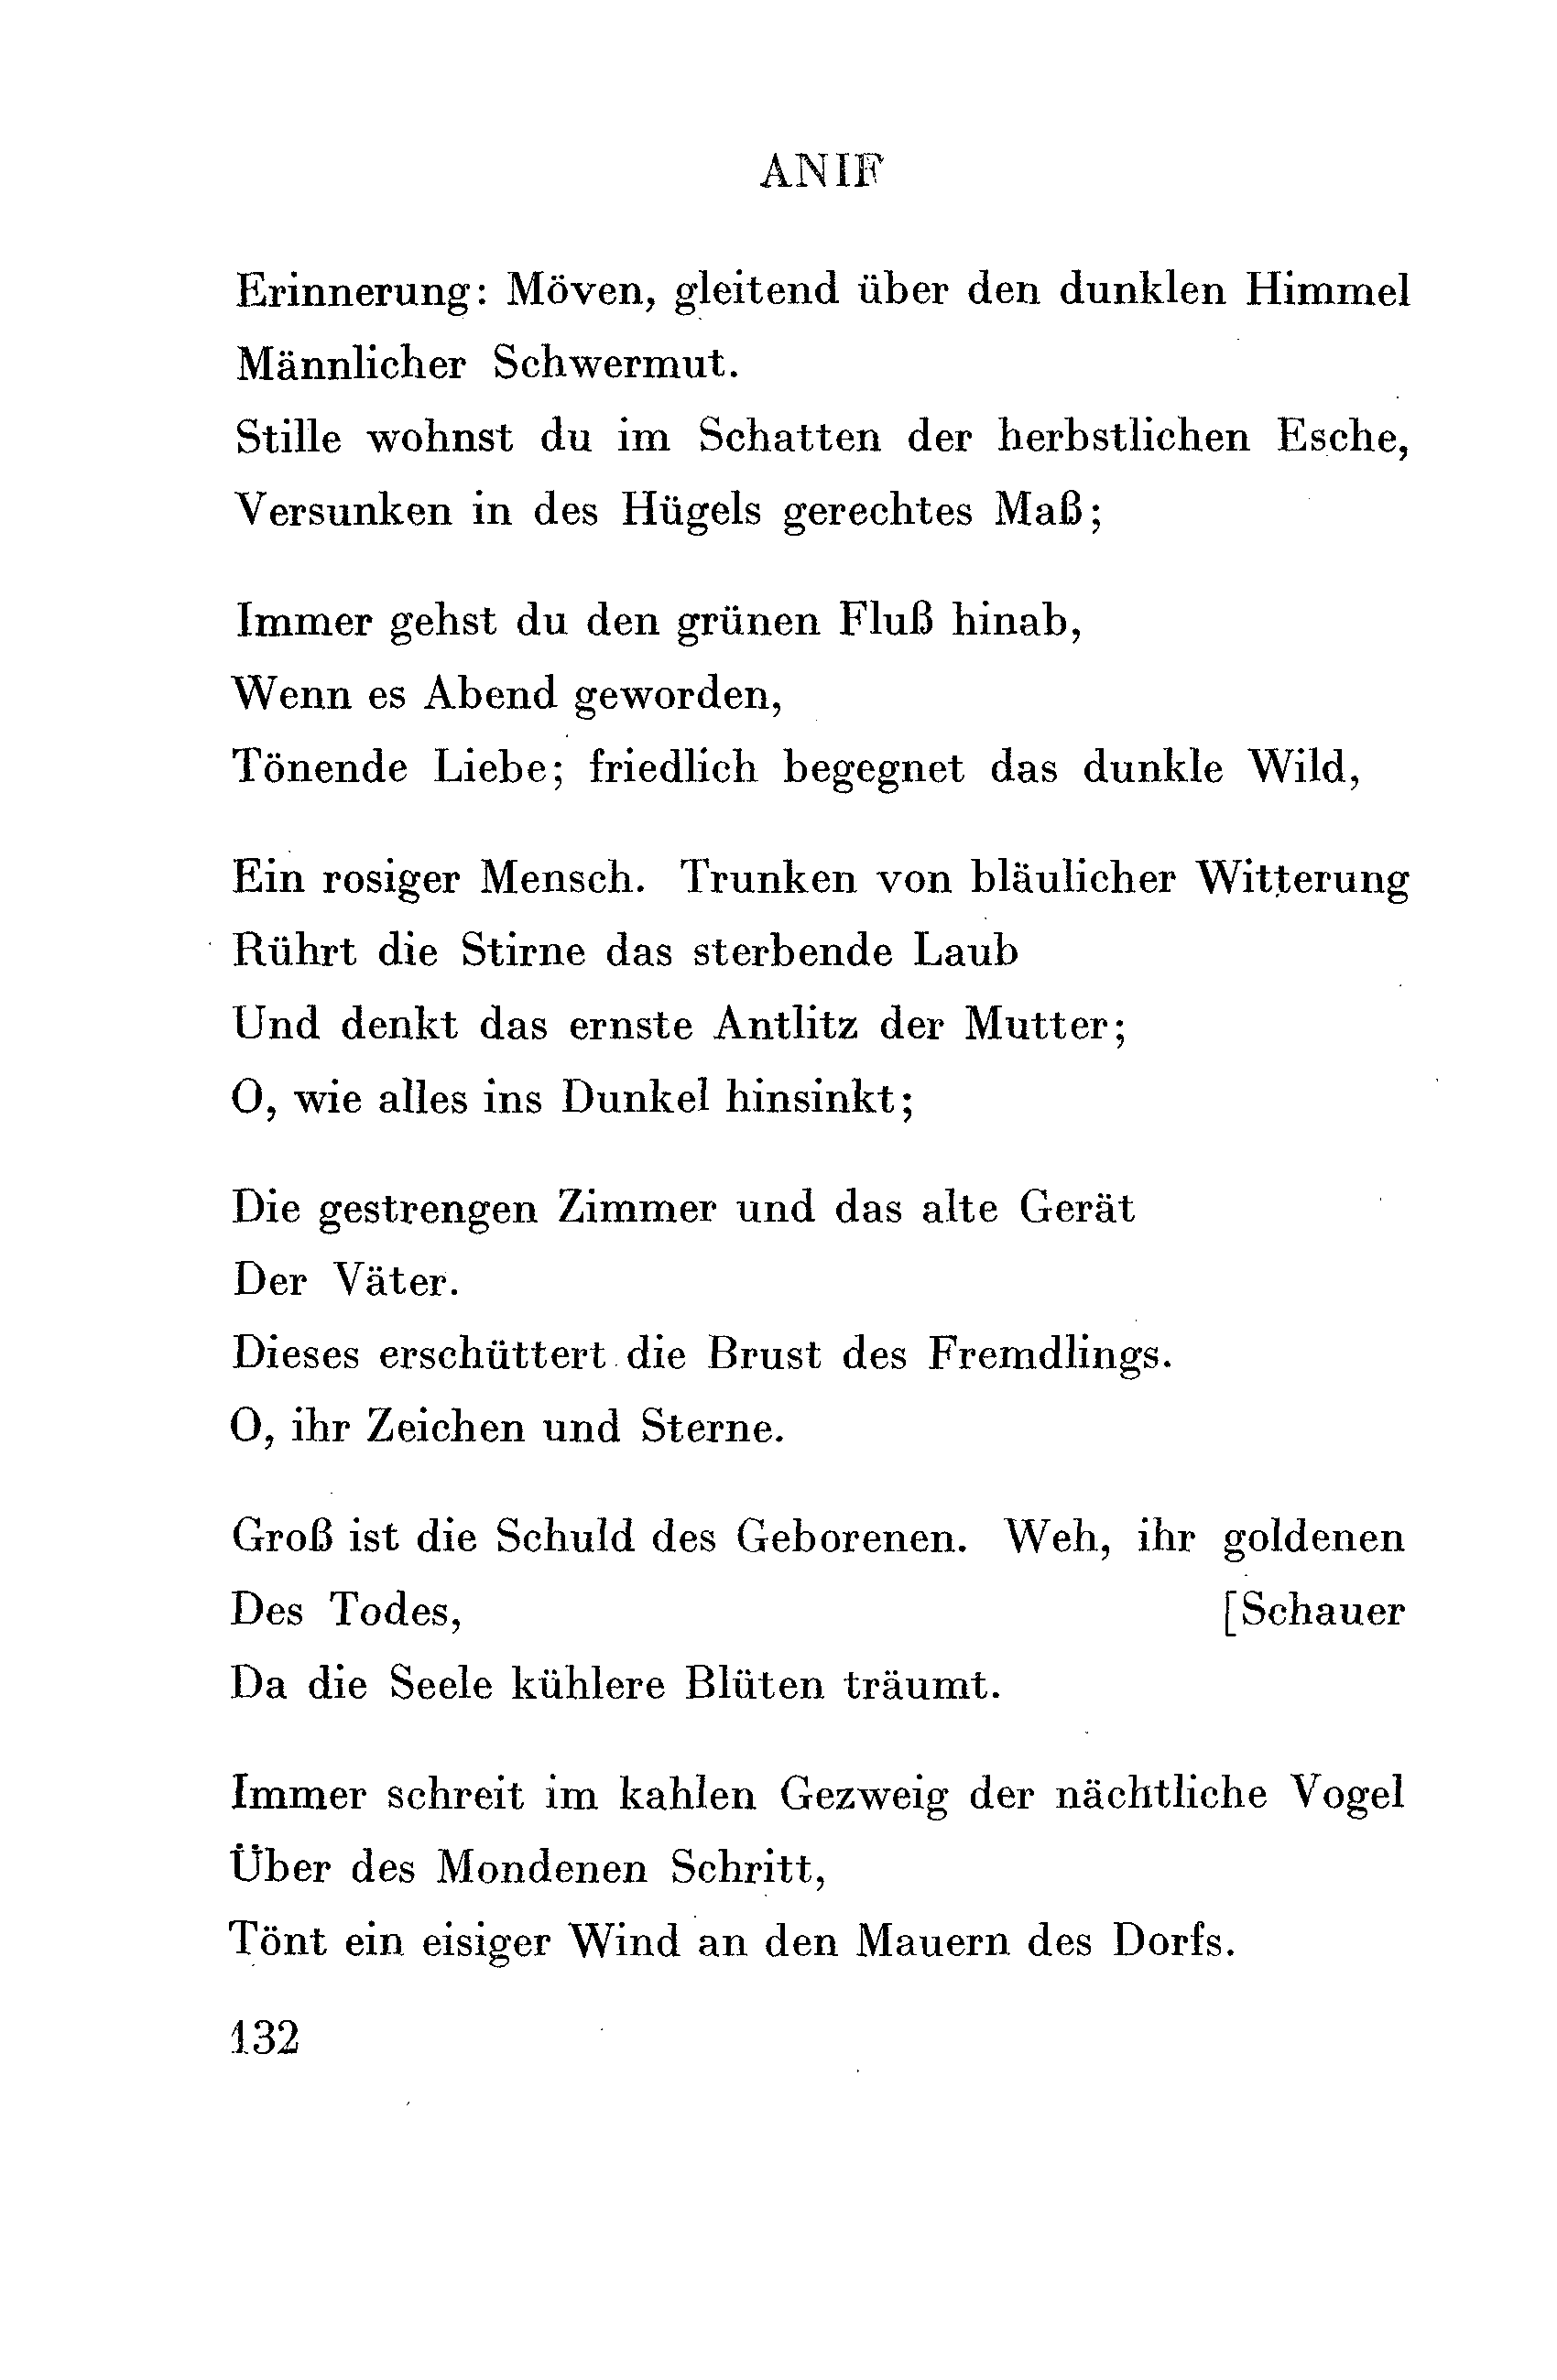 ANIF
Erinnerung: Möven, gleitend über den dunklen Himmel
Männlicher Schwermut.
Stille wohnst du im Schatten der herbstlichen Esche,
Versunken in des Hügels gerechtes Maß;
Immer gehst du den grünen Fluß hinab,
Wenn es Abend geworden,
Tönende Liebe; friedlich begegnet das dunkle Wild,
Ein rosiger Mensch. Trunken von bläulicher Witterung
Rührt die Stirne das sterbende Laub
Und denkt das ernste Antlitz der Mutter;
O, wie alles ins Dunkel hinsinkt;
Die gestrengen Zimmer und das alte Gerät
Der Väter.
Dieses erschüttert die Brust des Fremdlings.
O, ihr Zeichen und Sterne.
Groß ist die Schuld des Geborenen. Weh, ihr goldenen
Des Todes, [Schauer
Da die Seele kühlere Blüten träumt.
Immer schreit im kahlen Gezweig der nächtliche Vogel
Über des Mondenen Schritt,
Tönt ein eisiger Wind an den Mauern des Dorfs.
132